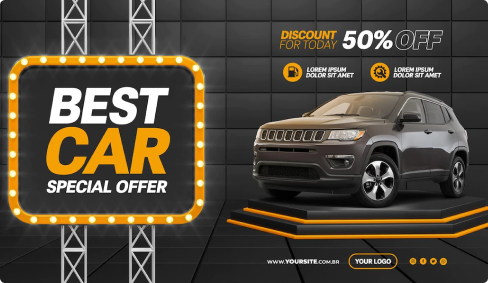 BEST
CAR
SPECIAL OFFER
DISCOUNT
FOR TODAY
50% OFF
LOREM IPSUM
DOLOR SIT AMET
LOREM IPSUM
DOLOR SIT AMET
WWW.YOURSITE.COM.BR
YOUR LOGO